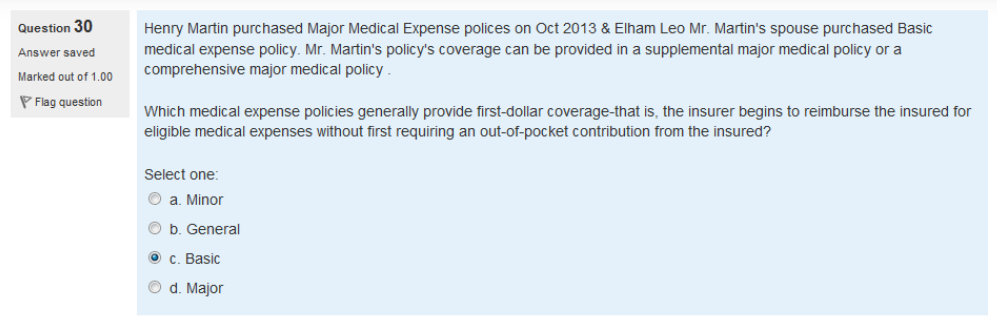 Question 30
Answer saved
Marked out of 1.00
Flag question
Henry Martin purchased Major Medical Expense polices on Oct 2013 & Elham Leo Mr. Martin's spouse purchased Basic
medical expense policy. Mr. Martin's policy's coverage can be provided in a supplemental major medical policy or a
comprehensive major medical policy .
Which medical expense policies generally provide first-dollar coverage-that is, the insurer begins to reimburse the insured for
eligible medical expenses without first requiring an out-of-pocket contribution from the insured?
Select one:
a. Minor
b. General
c. Basic
d. Major